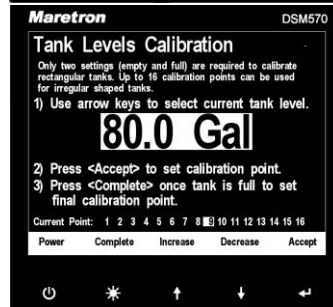 Maretron DSM570
Tank Levels Calibration
Only two settings (empty and full) are required to calibrate
rectangular tanks. Up to 16 calibration points can be used
for irregular shaped tanks.
1) Use arrow keys to select current tank level.
80.0 Gal
2) Press <Accept> to set calibration point.
3) Press <Complete> once tank is full to set
final calibration point.
Current Point: 1 2 3 4 5 6 7 8 9 10 11 12 13 14 15 16
Power Complete Increase Decrease Accept